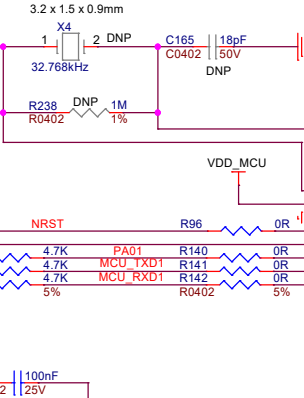 3.2 x 1.5 x 0.9mm
X4
1 2 DNP
32.768kHz
C165 18pF
C0402 50V
DNP
R238 DNP 1M
R0402 1%
VDD_MCU
NRST R96 0R
4.7K PA01 R140 0R
4.7K MCU_TXD1 R141 0R
4.7K MCU_RXD1 R142 0R
5% R0402 5%
100nF
2 25V